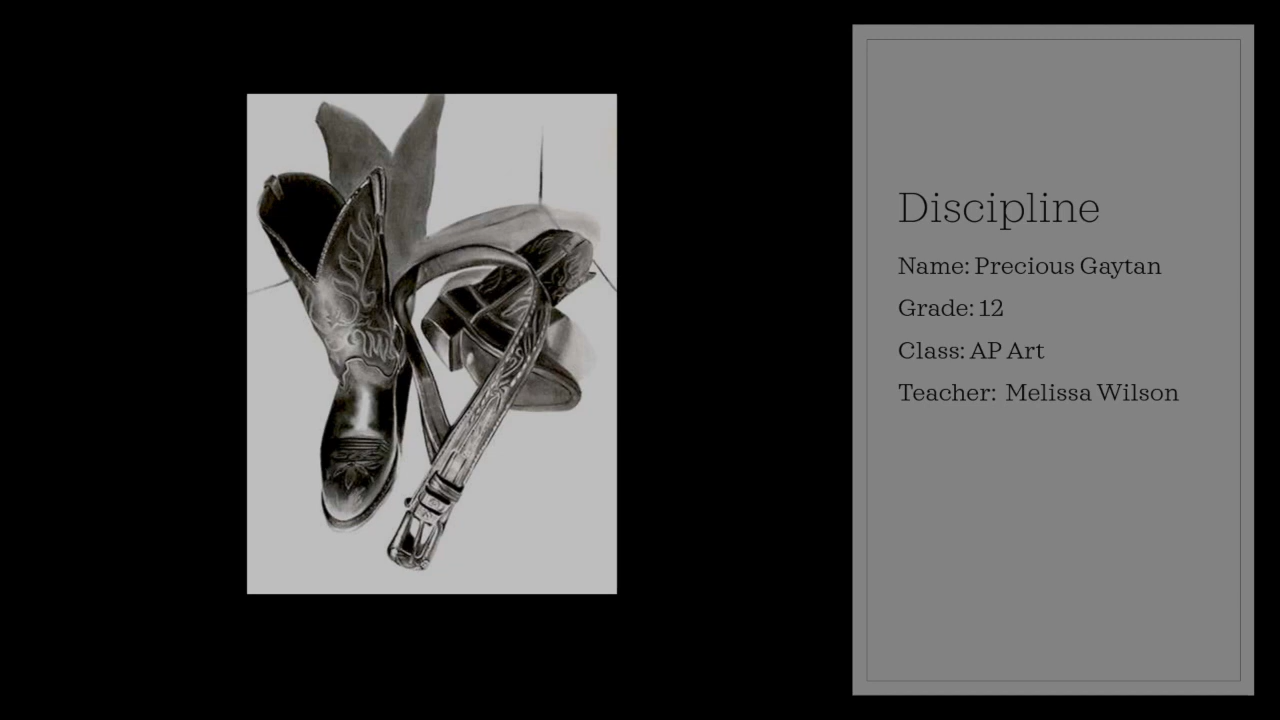 Discipline
Name: Precious Gaytan
Grade: 12
Class: AP Art
Teacher:  Melissa Wilson